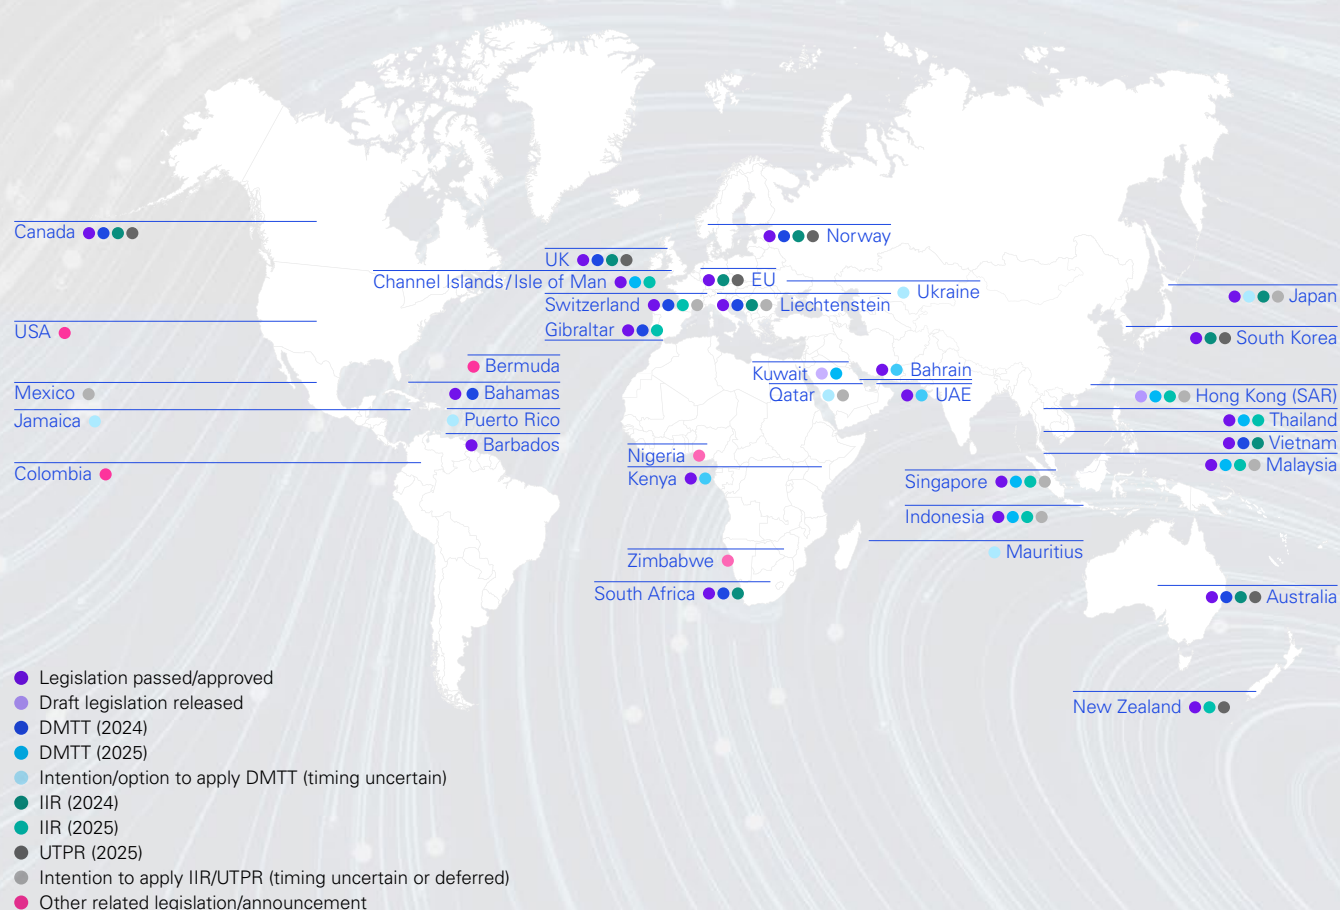 Canada
Norway
UK
Channel Islands/Isle of Man
EU
Ukraine
Switzerland
Liechtenstein
Japan
USA
Gibraltar
South Korea
Bermuda
Kuwait
Bahrain
Mexico
Bahamas
Qatar
UAE
Hong Kong (SAR)
Jamaica
Puerto Rico
Thailand
Barbados
Vietnam
Nigeria
Malaysia
Colombia
Kenya
Singapore
Indonesia
Zimbabwe
Mauritius
South Africa
Australia
New Zealand
Legislation passed/approved
Draft legislation released
DMTT (2024)
DMTT (2025)
Intention/option to apply DMTT (timing uncertain)
IIR (2024)
IIR (2025)
UTPR (2025)
Intention to apply IIR/UTPR (timing uncertain or deferred)
Other related legislation/announcement